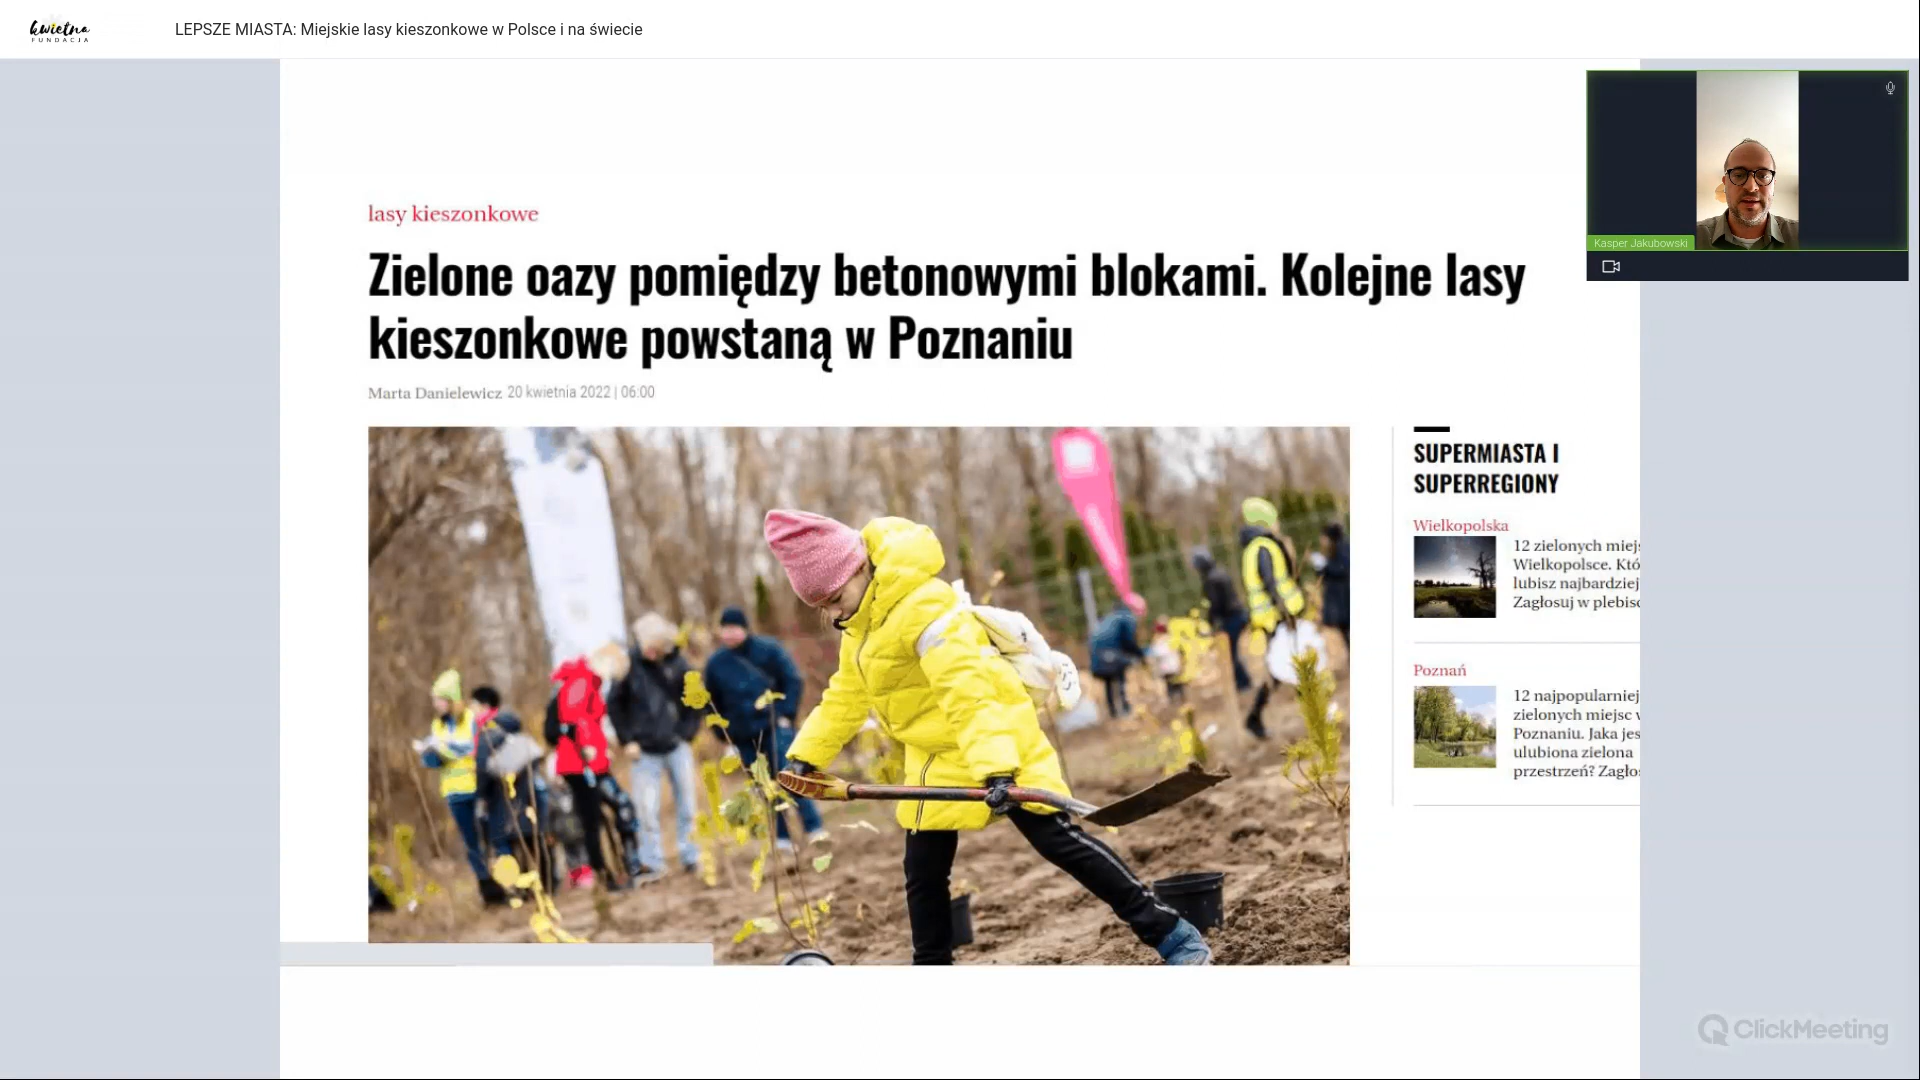 kwietna
FUNDACJA
LEPSZE MIASTA: Miejskie lasy kieszonkowe w Polsce i na świecie
Kasper Jakubowski
lasy kieszonkowe
Zielone oazy pomiędzy betonowymi blokami. Kolejne lasy
kieszonkowe powstaną w Poznaniu
Marta Danielewicz 20 kwietnia 2022 | 06:00
SUPERMIASTA I
SUPERREGIONY
Wielkopolska
12 zielonych miejs
Wielkopolsce. Któ
lubisz najbardziej
Zagłosuj w plebisc
Poznań
12 najpopularniej
zielonych miejsc w
Poznaniu. Jaka jes
ulubiona zielona
przestrzeń? Zagło
ClickMeeting